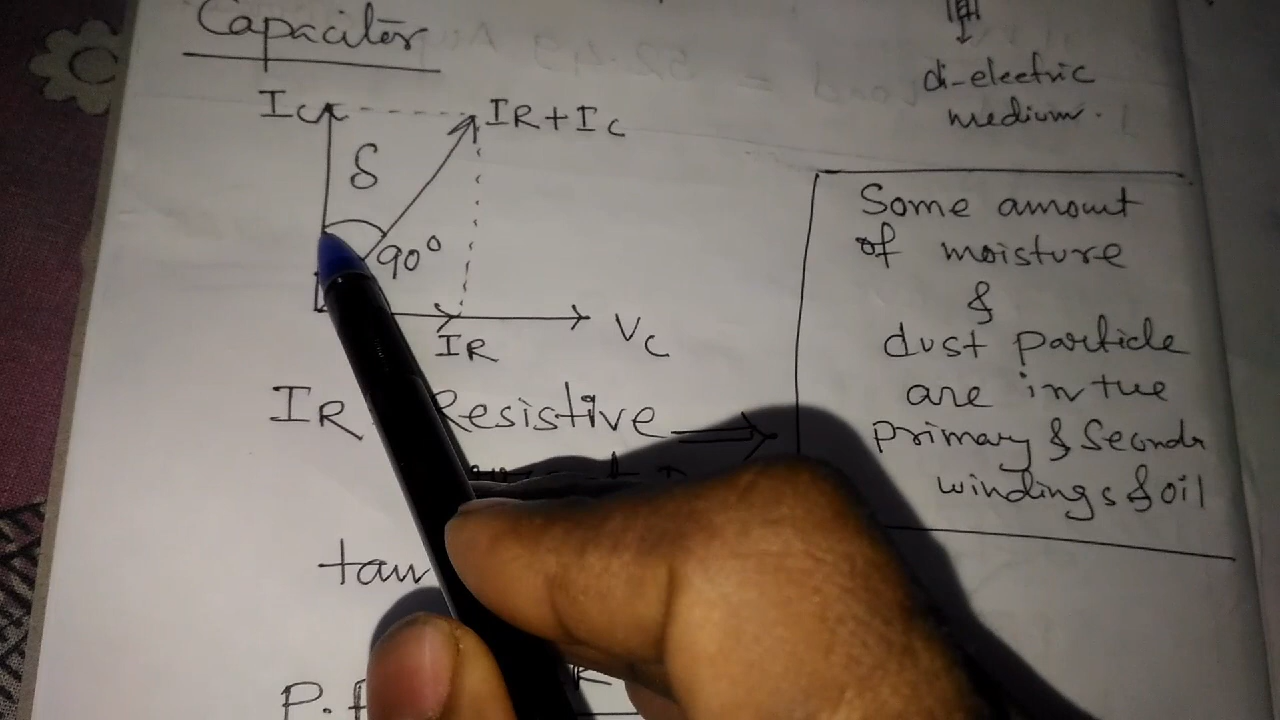 Capacitor
di-electric
medium.
Ic
IR+Ic
δ
90°
IR
Vc
IR Resistive
tan
P.f
Some amount
of moisture
&
dust particle
are in the
Primary & Seconda
windings & oil